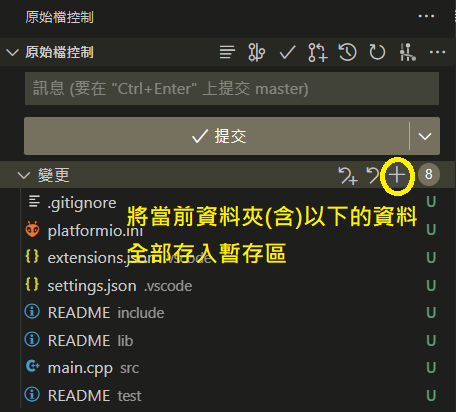 原始檔控制
原始檔控制
訊息 (要在 "Ctrl+Enter" 上提交 master)
提交
變更 8
.gitignore U
platformio.ini U
extensions.json .vscode U
settings.json .vscode U
README include U
README lib U
main.cpp src U
README test U
將當前資料夾(含)以下的資料
全部存入暫存區